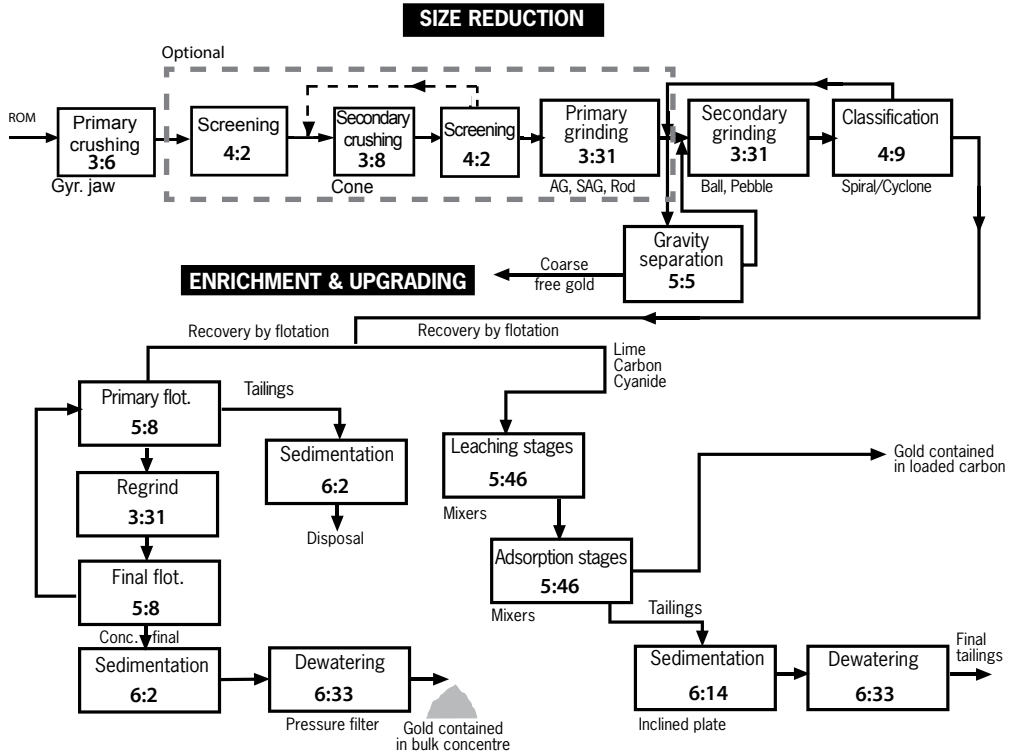 SIZE REDUCTION
Optional
ROM
Primary
crushing
3:6
Gyr. jaw
Screening
4:2
Secondary
crushing
3:8
Cone
Screening
4:2
Primary
grinding
3:31
AG, SAG, Rod
Secondary
grinding
3:31
Ball, Pebble
Classification
4:9
Spiral/Cyclone
Gravity
separation
5:5
Coarse
free gold
ENRICHMENT & UPGRADING
Recovery by flotation
Recovery by flotation
Lime
Carbon
Cyanide
Primary flot.
5:8
Tailings
Sedimentation
6:2
Disposal
Regrind
3:31
Final flot.
5:8
Conc. final
Sedimentation
6:2
Dewatering
6:33
Pressure filter
Gold contained
in bulk concentre
Leaching stages
5:46
Mixers
Adsorption stages
5:46
Mixers
Gold contained
in loaded carbon
Tailings
Sedimentation
6:14
Inclined plate
Dewatering
6:33
Final
tailings